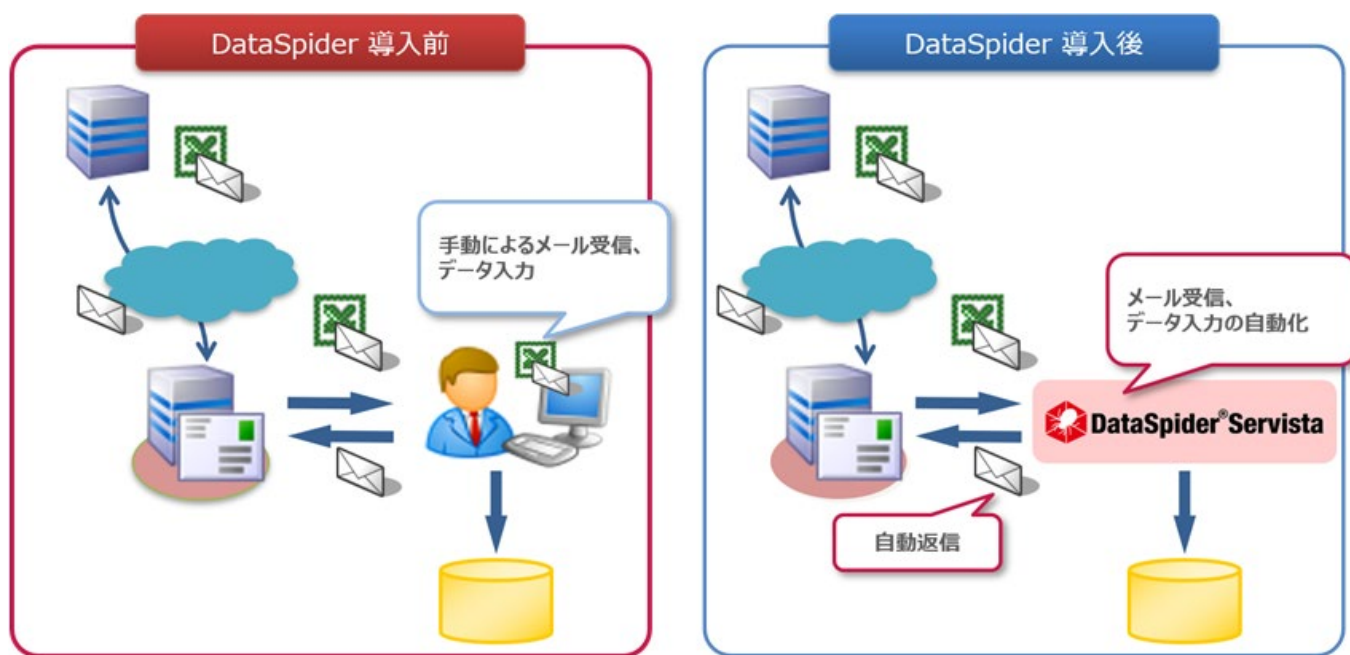 DataSpider 導入前
手動によるメール受信、
データ入力
DataSpider 導入後
メール受信、
データ入力の自動化
DataSpider® Servista
自動返信